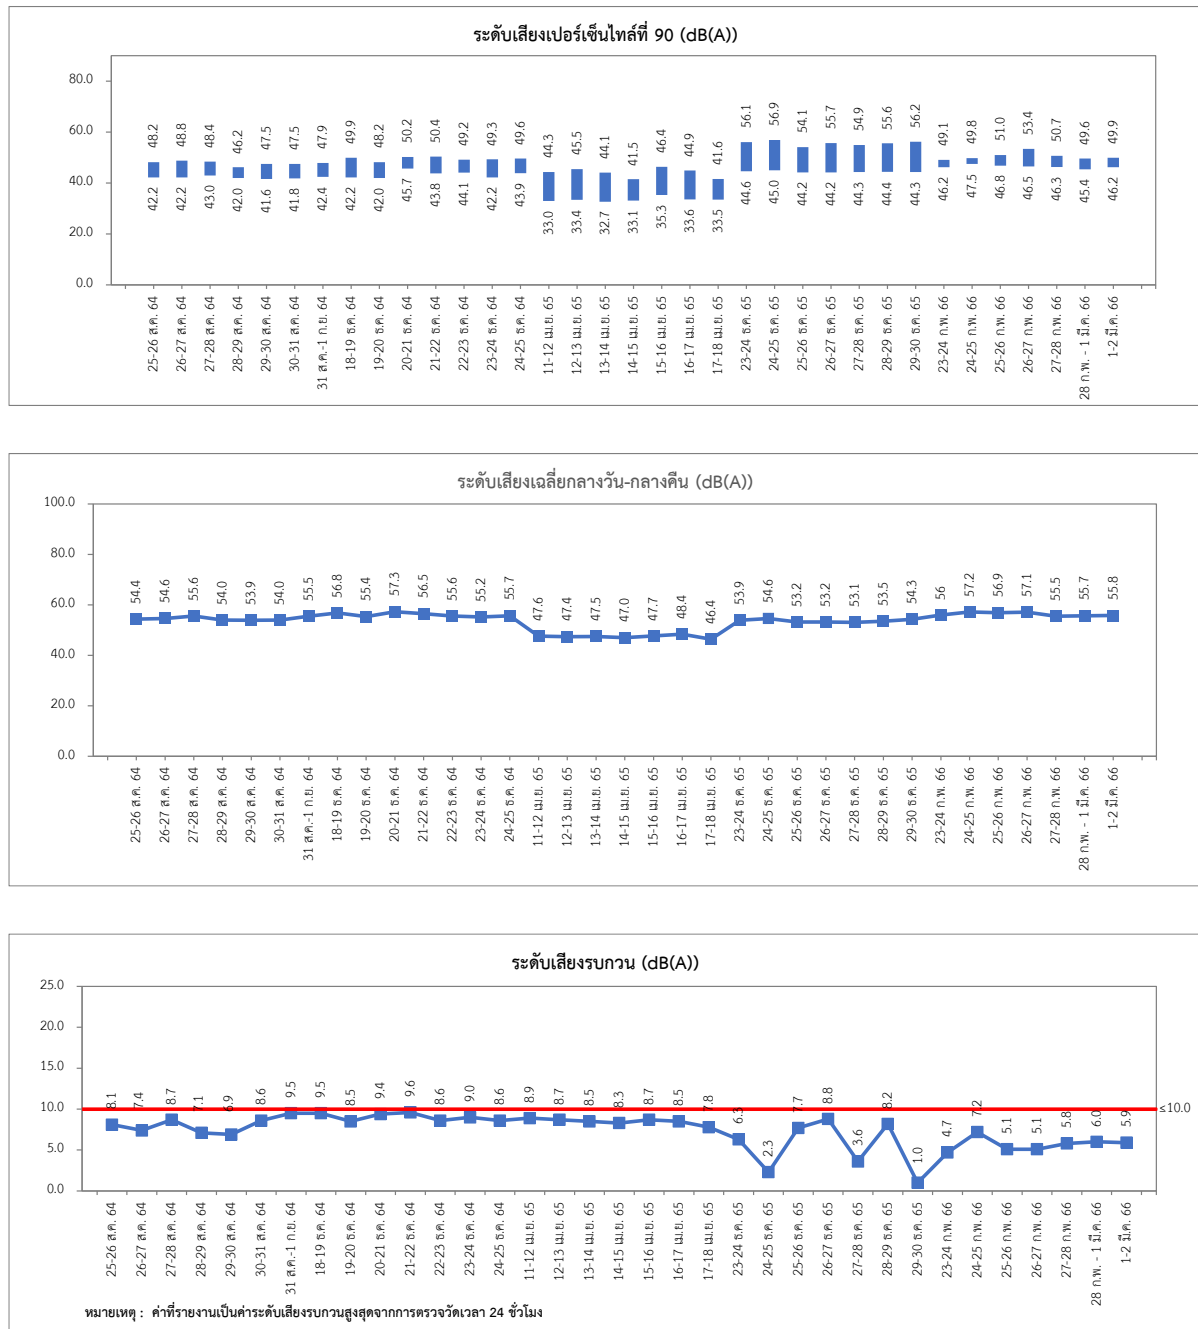 ระดับเสียงเปอร์เซ็นไทล์ที่ 90 (dB(A))
80.0
60.0
40.0
20.0
0.0
48.2 48.8 48.4 46.2 47.5 47.5 47.9 49.9 48.2 50.2 50.4 49.2 49.3 49.6 44.3 45.5 44.1 41.5 46.4 44.9 41.6 56.1 56.9 54.1 55.7 54.9 55.6 56.2 49.1 49.8 51.0 53.4 50.7 49.6 49.9
42.2 42.2 43.0 42.0 41.6 41.8 42.4 42.2 42.0 45.7 43.8 44.1 42.2 43.9 33.0 33.4 32.7 33.1 35.3 33.6 33.5 44.6 45.0 44.2 44.2 44.3 44.4 44.3 46.2 47.5 46.8 46.5 46.3 45.4 46.2
25-26 ส.ค. 64
26-27 ส.ค. 64
27-28 ส.ค. 64
28-29 ส.ค. 64
29-30 ส.ค. 64
30-31 ส.ค. 64
31 ส.ค.-1 ก.ย. 64
18-19 ธ.ค. 64
19-20 ธ.ค. 64
20-21 ธ.ค. 64
21-22 ธ.ค. 64
22-23 ธ.ค. 64
23-24 ธ.ค. 64
24-25 ธ.ค. 64
11-12 เม.ย. 65
12-13 เม.ย. 65
13-14 เม.ย. 65
14-15 เม.ย. 65
15-16 เม.ย. 65
16-17 เม.ย. 65
17-18 เม.ย. 65
23-24 ธ.ค. 65
24-25 ธ.ค. 65
25-26 ธ.ค. 65
26-27 ธ.ค. 65
27-28 ธ.ค. 65
28-29 ธ.ค. 65
29-30 ธ.ค. 65
23-24 ก.พ. 66
24-25 ก.พ. 66
25-26 ก.พ. 66
26-27 ก.พ. 66
27-28 ก.พ. 66
28 ก.พ. - 1 มี.ค. 66
1-2 มี.ค. 66
ระดับเสียงเฉลี่ยกลางวัน-กลางคืน (dB(A))
100.0
80.0
60.0
40.0
20.0
0.0
54.4 54.6 55.6 54.0 53.9 54.0 55.5 56.8 55.4 57.3 56.5 55.6 55.2 55.7 47.6 47.4 47.5 47.0 47.7 48.4 46.4 53.9 54.6 53.2 53.2 53.1 53.5 54.3 56 57.2 56.9 57.1 55.5 55.7 55.8
25-26 ส.ค. 64
26-27 ส.ค. 64
27-28 ส.ค. 64
28-29 ส.ค. 64
29-30 ส.ค. 64
30-31 ส.ค. 64
31 ส.ค.-1 ก.ย. 64
18-19 ธ.ค. 64
19-20 ธ.ค. 64
20-21 ธ.ค. 64
21-22 ธ.ค. 64
22-23 ธ.ค. 64
23-24 ธ.ค. 64
24-25 ธ.ค. 64
11-12 เม.ย. 65
12-13 เม.ย. 65
13-14 เม.ย. 65
14-15 เม.ย. 65
15-16 เม.ย. 65
16-17 เม.ย. 65
17-18 เม.ย. 65
23-24 ธ.ค. 65
24-25 ธ.ค. 65
25-26 ธ.ค. 65
26-27 ธ.ค. 65
27-28 ธ.ค. 65
28-29 ธ.ค. 65
29-30 ธ.ค. 65
23-24 ก.พ. 66
24-25 ก.พ. 66
25-26 ก.พ. 66
26-27 ก.พ. 66
27-28 ก.พ. 66
28 ก.พ. - 1 มี.ค. 66
1-2 มี.ค. 66
ระดับเสียงรบกวน (dB(A))
25.0
20.0
15.0
10.0
5.0
0.0
8.1 7.4 8.7 7.1 6.9 8.6 9.5 9.5 8.5 9.4 9.6 8.6 9.0 8.6 8.9 8.7 8.5 8.3 8.7 8.5 7.8 6.3 2.3 7.7 8.8 3.6 8.2 1.0 4.7 7.2 5.1 5.1 5.8 6.0 5.9
≤10.0
25-26 ส.ค. 64
26-27 ส.ค. 64
27-28 ส.ค. 64
28-29 ส.ค. 64
29-30 ส.ค. 64
30-31 ส.ค. 64
31 ส.ค.-1 ก.ย. 64
18-19 ธ.ค. 64
19-20 ธ.ค. 64
20-21 ธ.ค. 64
21-22 ธ.ค. 64
22-23 ธ.ค. 64
23-24 ธ.ค. 64
24-25 ธ.ค. 64
11-12 เม.ย. 65
12-13 เม.ย. 65
13-14 เม.ย. 65
14-15 เม.ย. 65
15-16 เม.ย. 65
16-17 เม.ย. 65
17-18 เม.ย. 65
23-24 ธ.ค. 65
24-25 ธ.ค. 65
25-26 ธ.ค. 65
26-27 ธ.ค. 65
27-28 ธ.ค. 65
28-29 ธ.ค. 65
29-30 ธ.ค. 65
23-24 ก.พ. 66
24-25 ก.พ. 66
25-26 ก.พ. 66
26-27 ก.พ. 66
27-28 ก.พ. 66
28 ก.พ. - 1 มี.ค. 66
1-2 มี.ค. 66
หมายเหตุ : ค่าที่รายงานเป็นค่าระดับเสียงรบกวนสูงสุดจากการตรวจวัดเวลา 24 ชั่วโมง